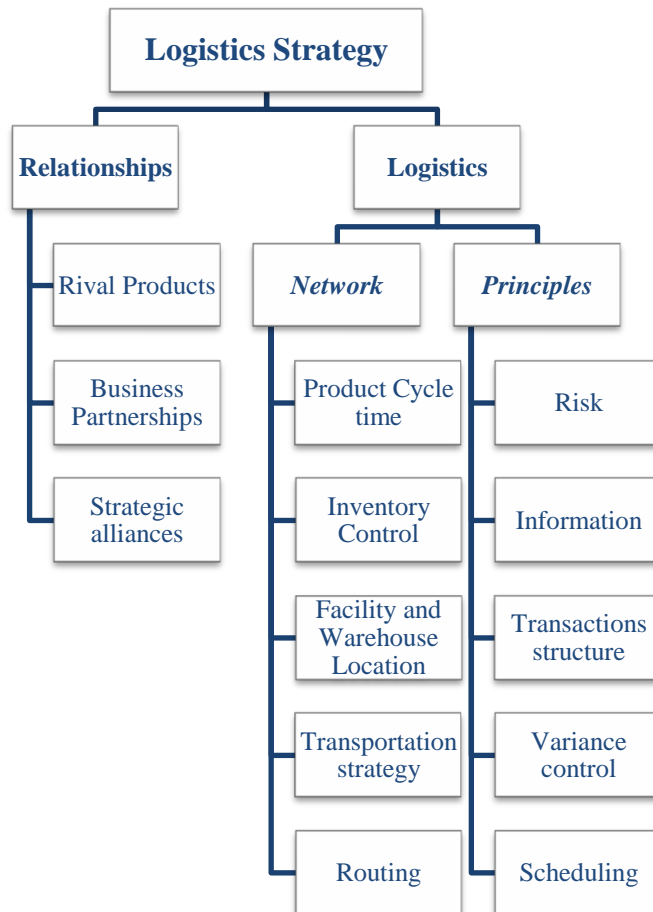 Logistics Strategy
Relationships
Logistics
Rival Products
Business
Partnerships
Strategic
alliances
Network
Principles
Product Cycle
time
Inventory
Control
Facility and
Warehouse
Location
Transportation
strategy
Routing
Risk
Information
Transactions
structure
Variance
control
Scheduling